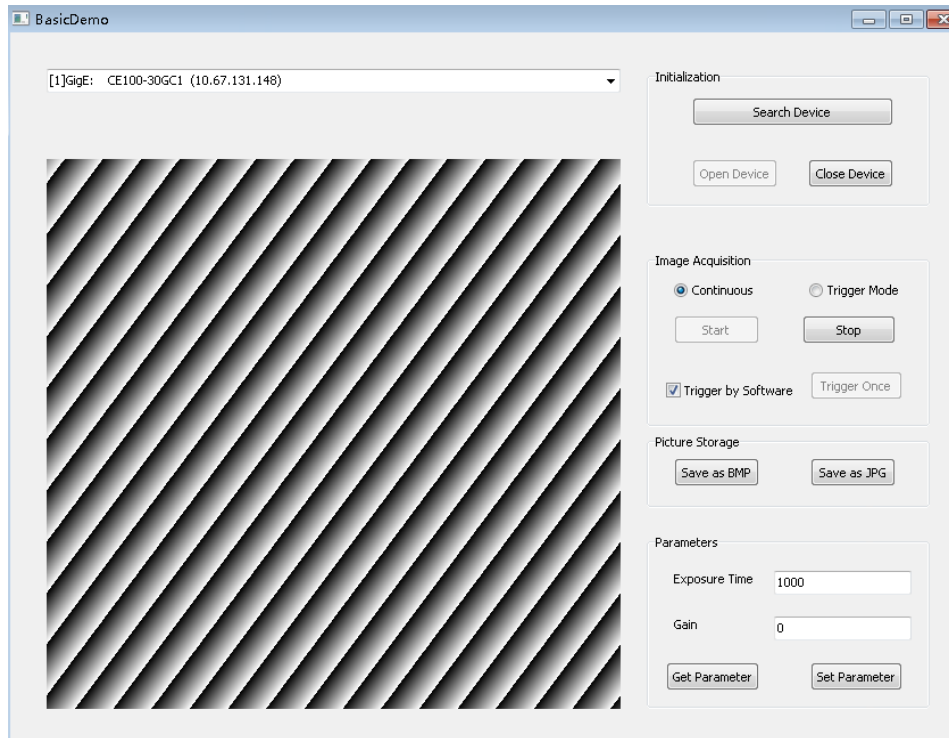 BasicDemo
[1]GigE: CE100-30GC1 (10.67.131.148)
Initialization
Search Device
Open Device Close Device
Image Acquisition
Continuous Trigger Mode
Start Stop
Trigger by Software Trigger Once
Picture Storage
Save as BMP Save as JPG
Parameters
Exposure Time 1000
Gain 0
Get Parameter Set Parameter